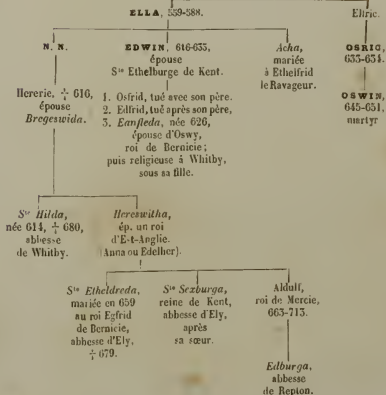 ELLA, 559-588.
Elfric.
N. N.
EDWIN, 616-633,
épouse
Ste Ethelburge de Kent.
Acha,
mariée
à Ethelfrid
le Ravageur.
OSRIC,
633-634.
Hererie, ÷ 616,
épouse
Bregeswida.
1. Osfrid, tué avec son père.
2. Edfrid, tué après son père,
3. Eanfleda, née 626,
épouse d'Oswy,
roi de Bernicie;
puis religieuse à Whitby,
sous sa fille.
OSWIN,
645-651,
martyr
Ste Hilda,
née 614, ÷ 680,
abbesse
de Whitby.
Hereswitha,
ép. un roi
d'E-t-Anglie.
(Anna ou Edelher).
Ste Etheldreda,
mariée en 659
au roi Egfrid
de Bernicie,
abbesse d'Ely,
÷ 679.
Ste Sexburga,
reine de Kent,
abbesse d'Ely,
après
sa sœur.
Aldulf,
roi de Mercie,
663-713.
Edburga,
abbesse
de Repton.